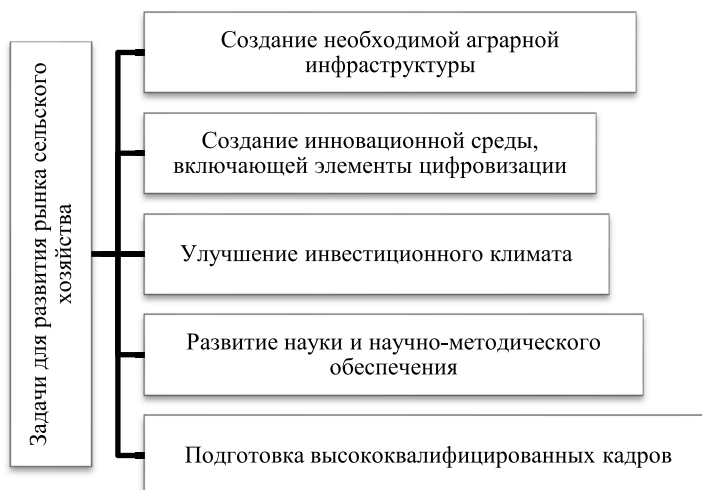 Задачи для развития рынка сельского
хозяйства
Создание необходимой аграрной
инфраструктуры
Создание инновационной среды,
включающей элементы цифровизации
Улучшение инвестиционного климата
Развитие науки и научно-методического
обеспечения
Подготовка высококвалифицированных кадров